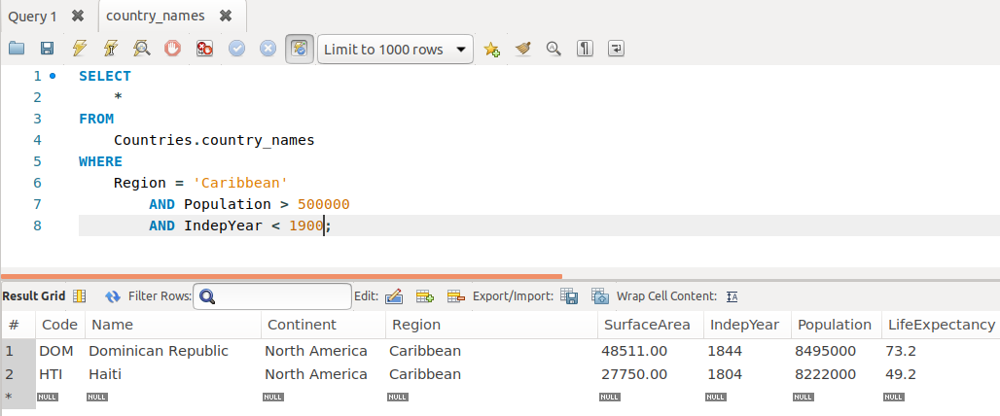 Query 1 country_names
Limit to 1000 rows
1 SELECT
2 *
3 FROM
4 Countries.country_names
5 WHERE
6 Region = 'Caribbean'
7 AND Population > 500000
8 AND IndepYear < 1900;
Result Grid Filter Rows: Edit: Export/Import: Wrap Cell Content: IA
# Code Name Continent Region SurfaceArea IndepYear Population LifeExpectancy
1 DOM Dominican Republic North America Caribbean 48511.00 1844 8495000 73.2
2 HTI Haiti North America Caribbean 27750.00 1804 8222000 49.2
* NULL NULL NULL NULL NULL NULL NULL NULL